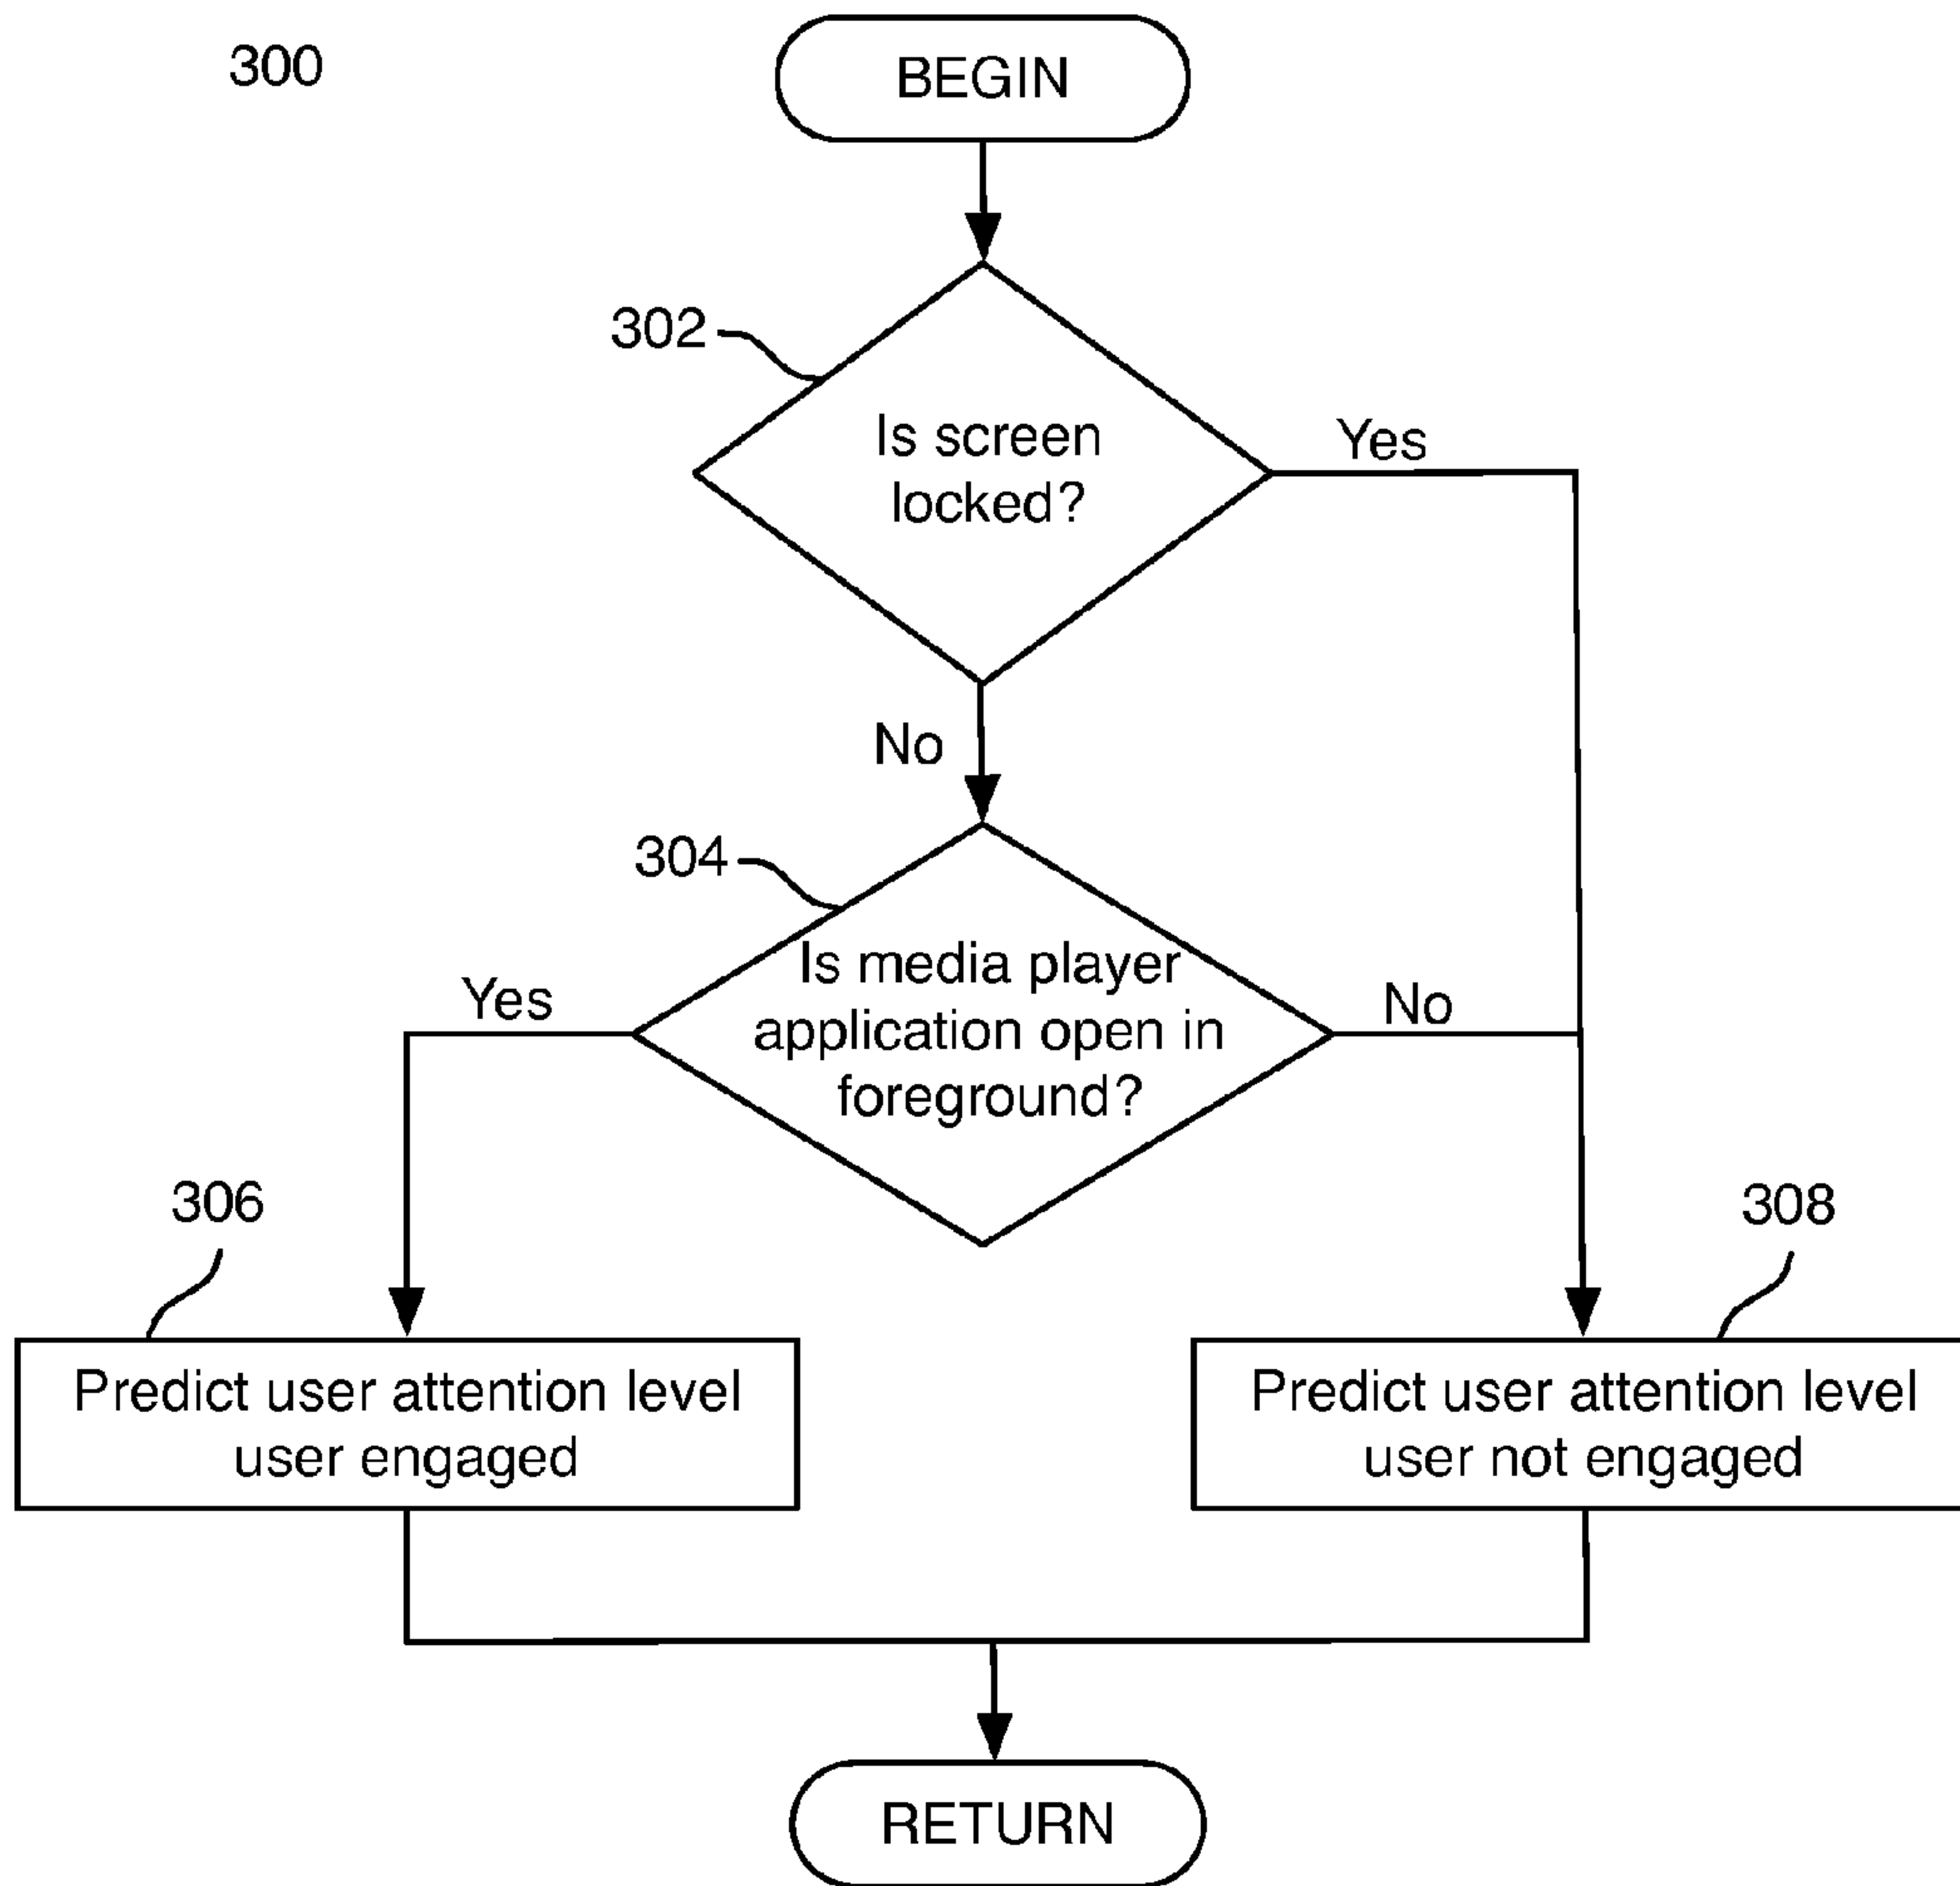 300
BEGIN
302
Is screen
locked?
Yes
No
304
Is media player
application open in
foreground?
Yes
No
306
308
Predict user attention level
user engaged
Predict user attention level
user not engaged
RETURN